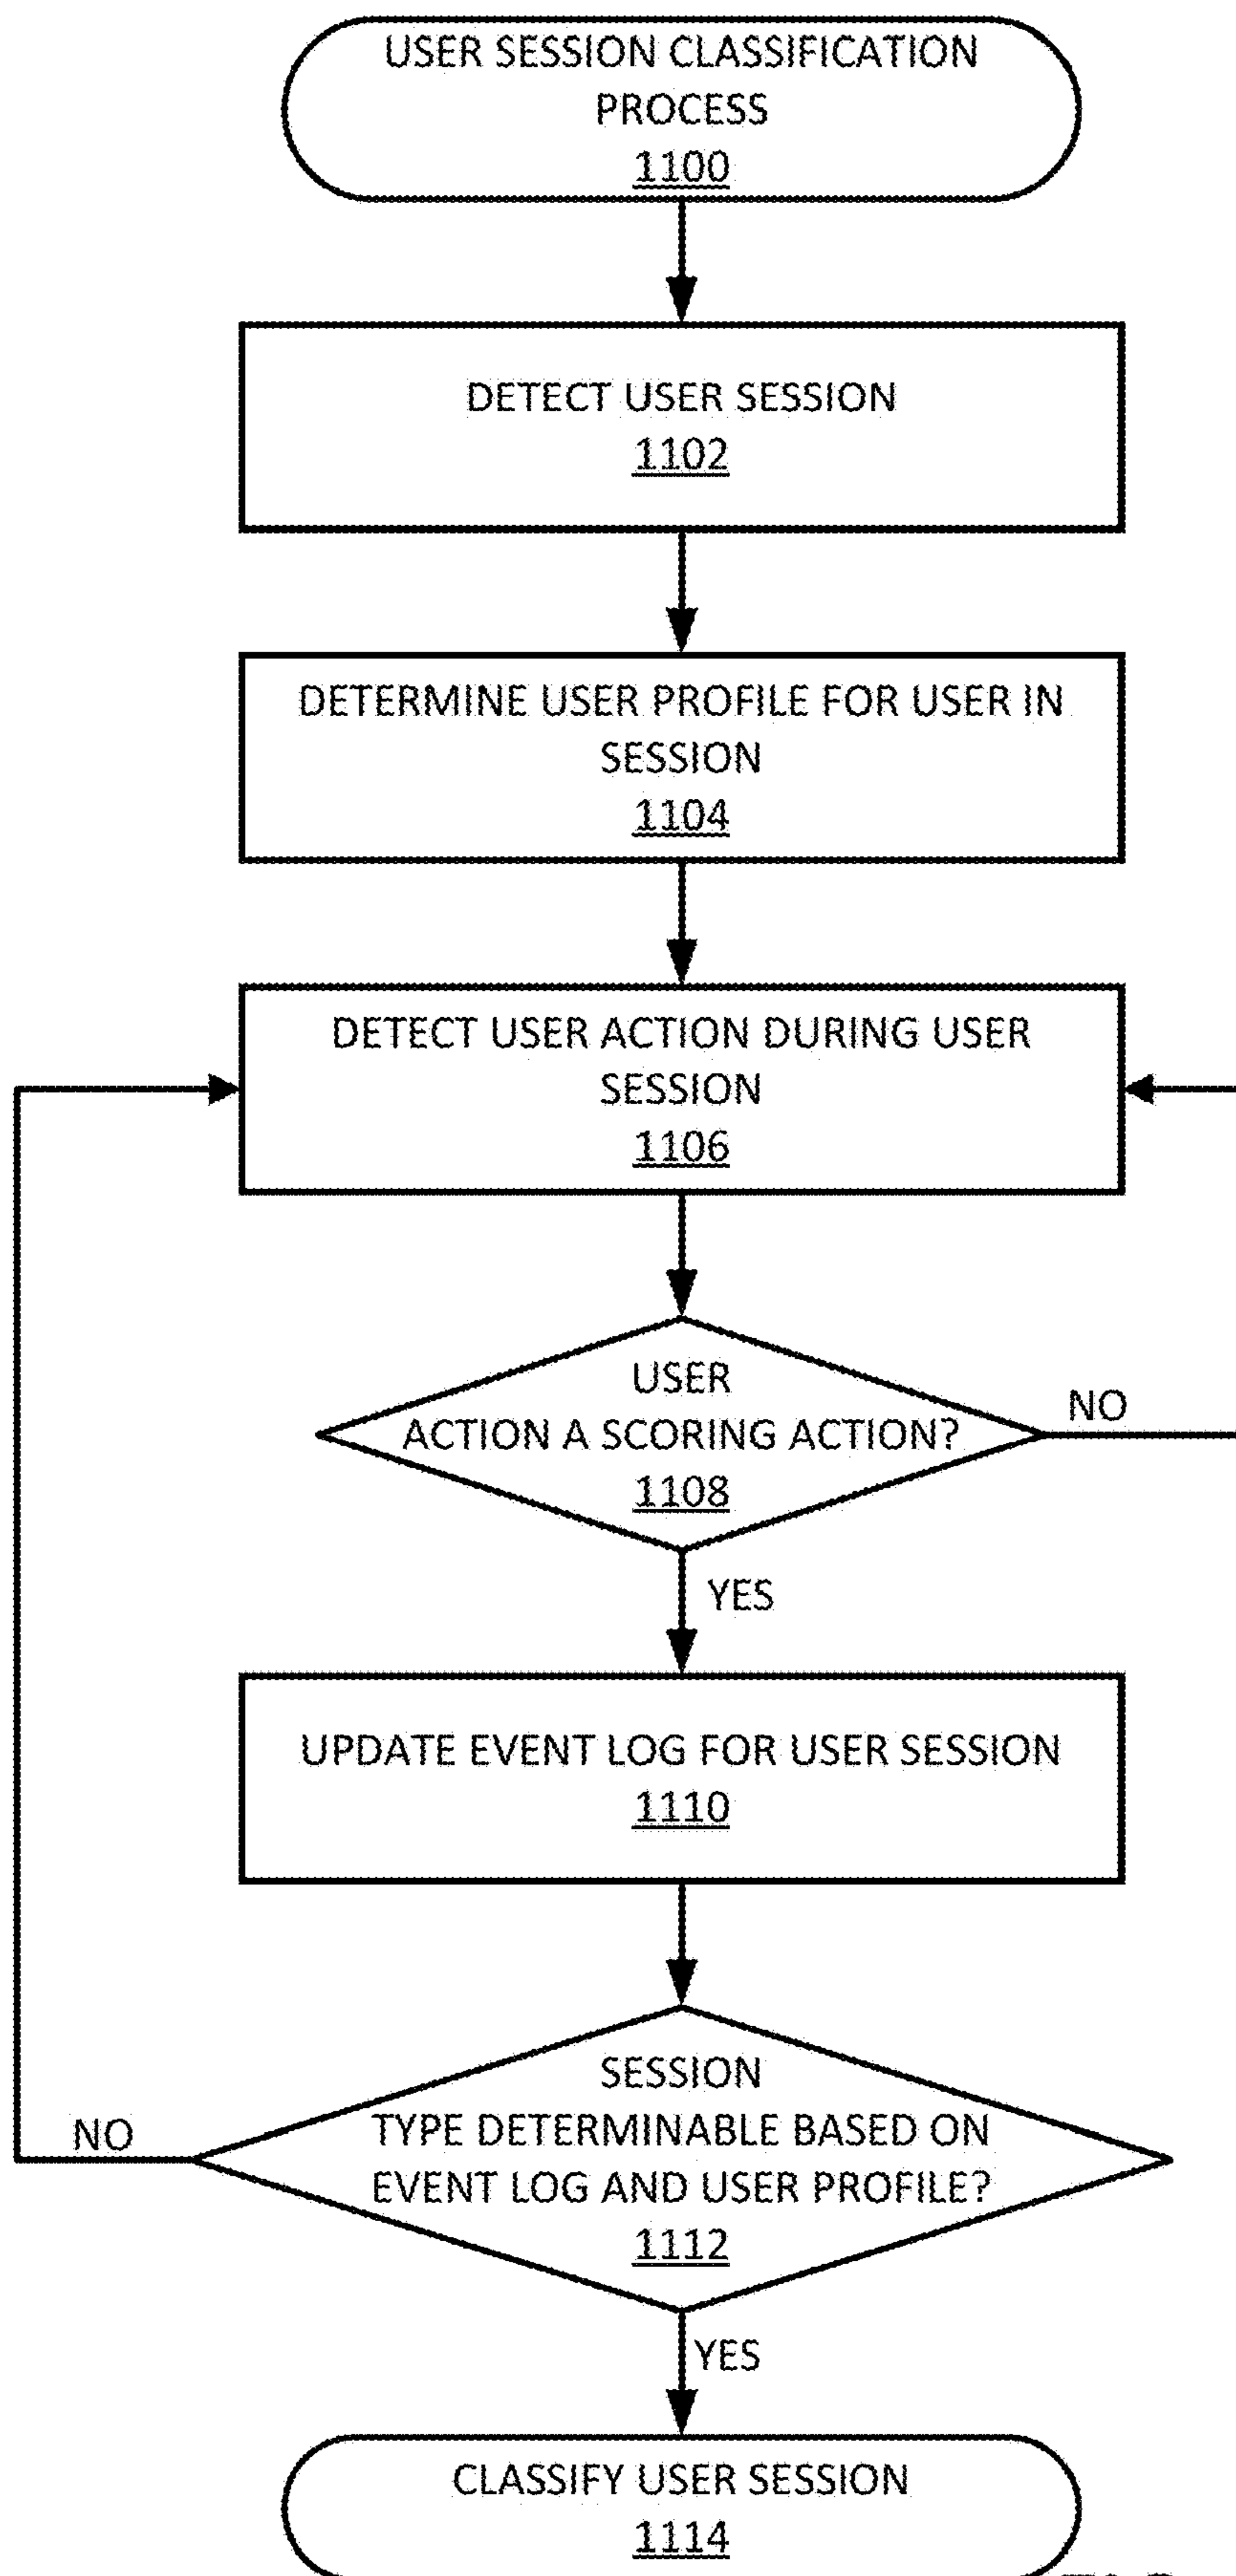 USER SESSION CLASSIFICATION
PROCESS
1100
DETECT USER SESSION
1102
DETERMINE USER PROFILE FOR USER IN
SESSION
1104
DETECT USER ACTION DURING USER
SESSION
1106
USER
ACTION A SCORING ACTION?
1108
NO
YES
UPDATE EVENT LOG FOR USER SESSION
1110
SESSION
TYPE DETERMINABLE BASED ON
EVENT LOG AND USER PROFILE?
1112
NO
YES
CLASSIFY USER SESSION
1114